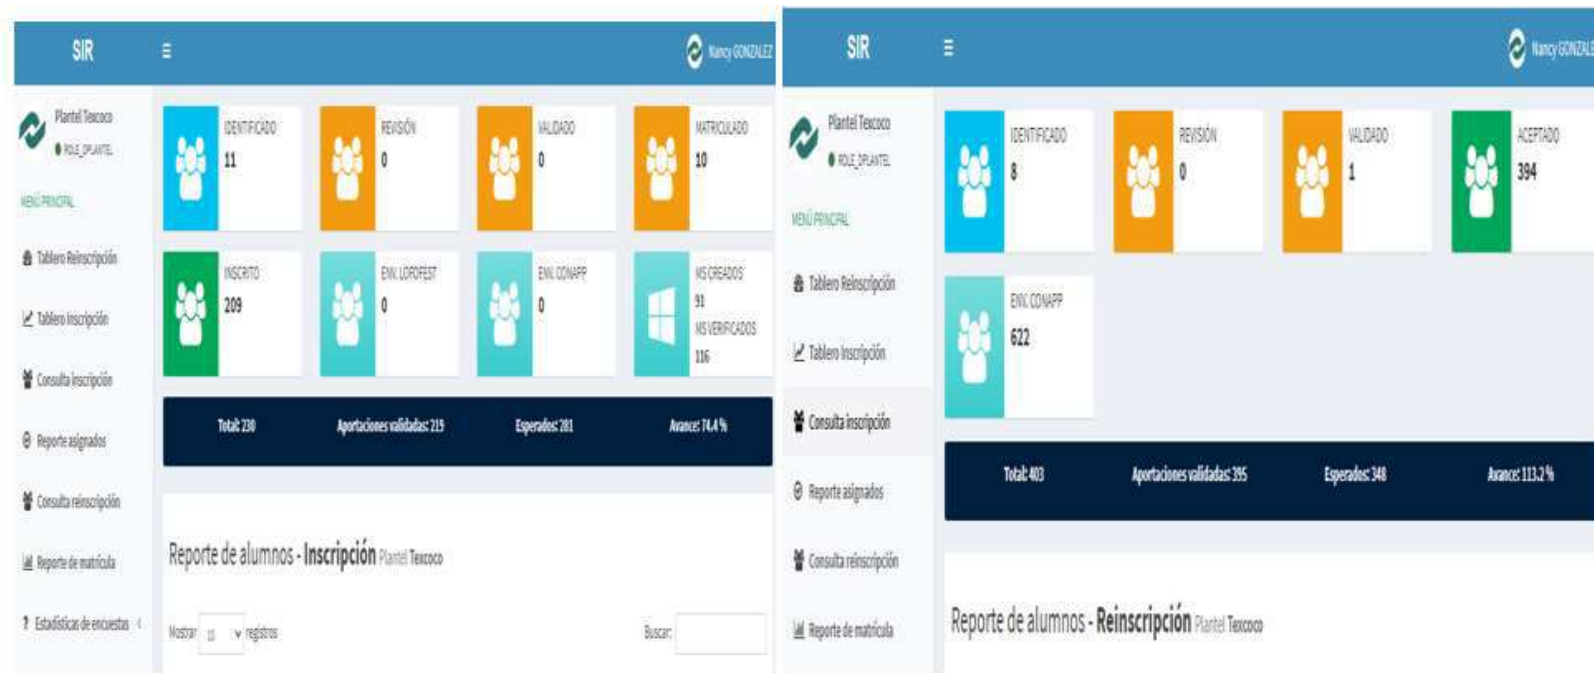 SIR
Nancy GONZALEZ
Plantel Texcoco
ROLE_DPLANTEL
MENÚ PRINCIPAL
Tablero Reinscripción
Tablero Inscripción
Consulta inscripción
Reporte asignados
Consulta reinscripción
Reporte de matrícula
? Estadísticas de encuestas <
IDENTIFICADO
11
REVISIÓN
0
VALIDADO
0
MATRICULADO
10
INSCRITO
209
ENV. LOFOFEST
0
ENV. CONAPP
0
MS CREADOS
91
MS VERIFICADOS
116
Total: 230 Aportaciones validadas: 219 Esperados: 281 Avance: 74.4 %
Reporte de alumnos - Inscripción Plantel Texcoco
Mostrar 10 registros Buscar:
SIR
Nancy GONZALE
Plantel Texcoco
ROLE_DPLANTEL
MENÚ PRINCIPAL
Tablero Reinscripción
Tablero Inscripción
Consulta inscripción
Reporte asignados
Consulta reinscripción
Reporte de matrícula
IDENTIFICADO
8
REVISIÓN
0
VALIDADO
1
ACEPTADO
394
ENV. CONAPP
622
Total: 403 Aportaciones validadas: 395 Esperados: 348 Avance: 113.2 %
Reporte de alumnos - Reinscripción Plantel Texcoco